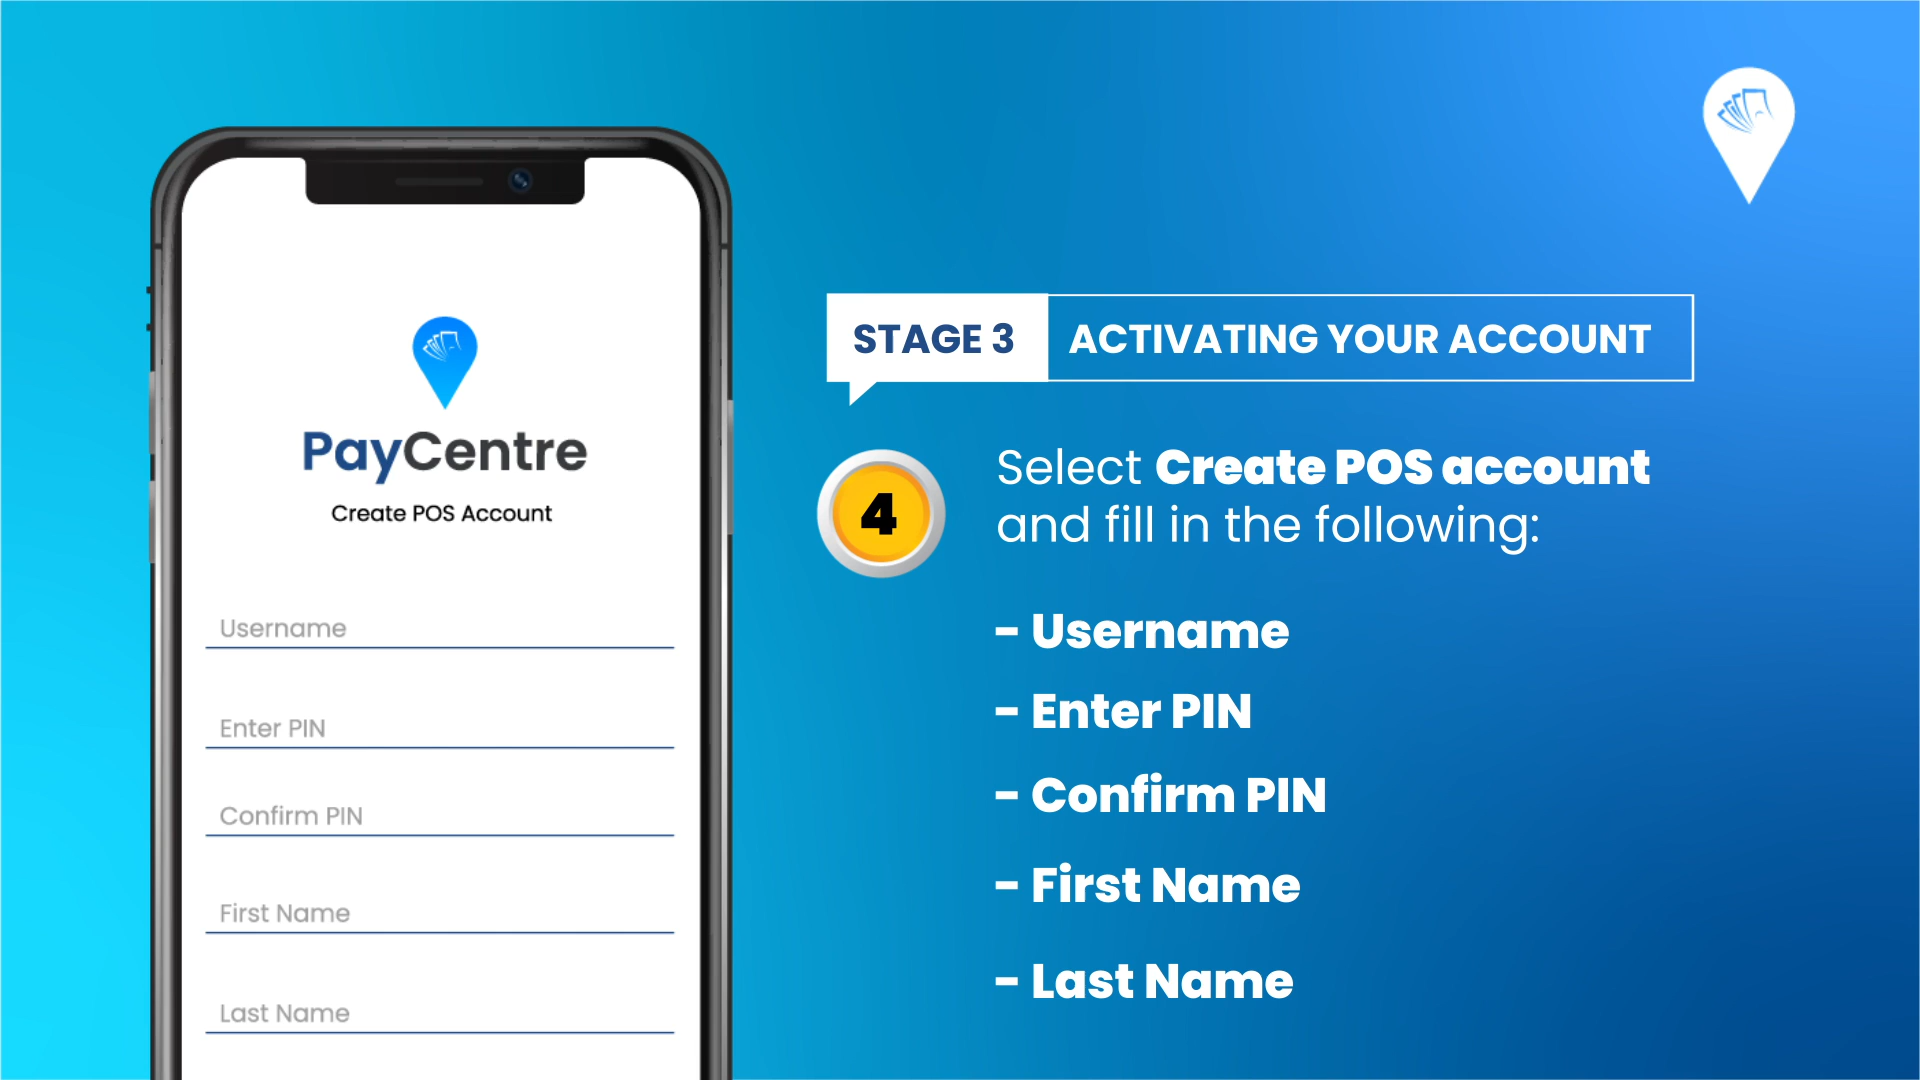 PayCentre
Create POS Account
Username
Enter PIN
Confirm PIN
First Name
Last Name
STAGE 3 ACTIVATING YOUR ACCOUNT
4
Select Create POS account
and fill in the following:
- Username
- Enter PIN
- Confirm PIN
- First Name
- Last Name